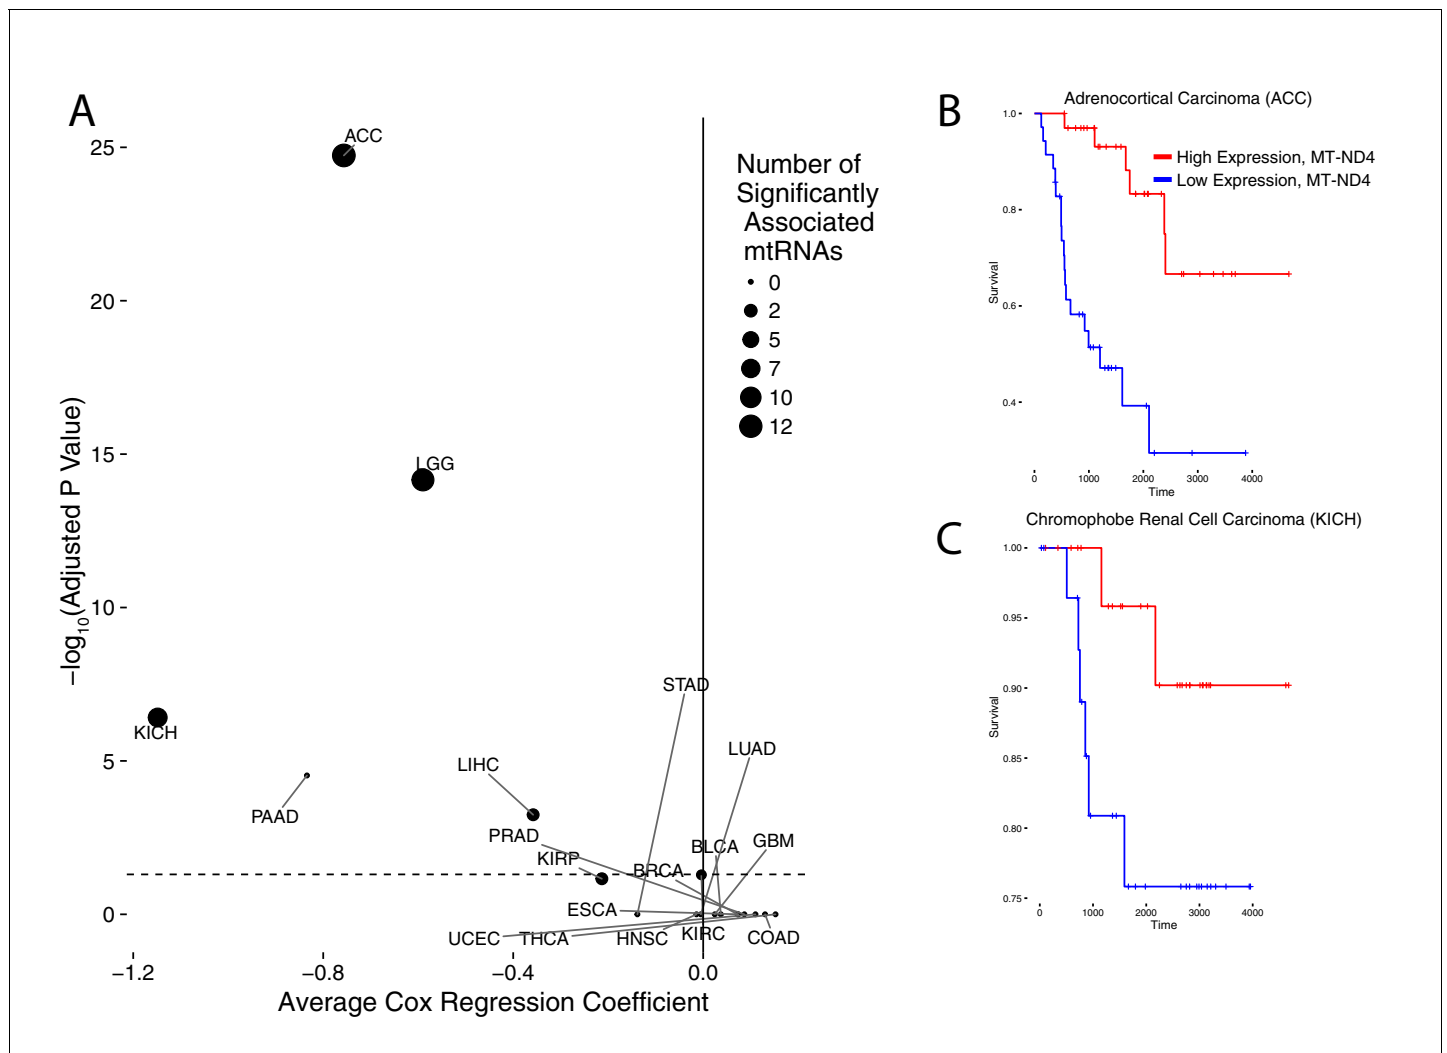 A
ACC
25
20
15
10
5
0
−log10(Adjusted P Value)
LGG
KICH
PAAD
LIHC
PRAD
KIRP
STAD
LUAD
GBM
BLCA
BRCA
ESCA
UCEC
THCA
HNSC
KIRC
COAD
−1.2
−0.8
−0.4
0.0
Average Cox Regression Coefficient
Number of
Significantly
Associated
mtRNAs
0
2
5
7
10
12
B
Adrenocortical Carcinoma (ACC)
High Expression, MT-ND4
Low Expression, MT-ND4
1.0
0.8
0.6
0.4
Survival
0
1000
2000
3000
4000
Time
C
Chromophobe Renal Cell Carcinoma (KICH)
1.00
0.95
0.90
0.85
0.80
0.75
Survival
0
1000
2000
3000
4000
Time